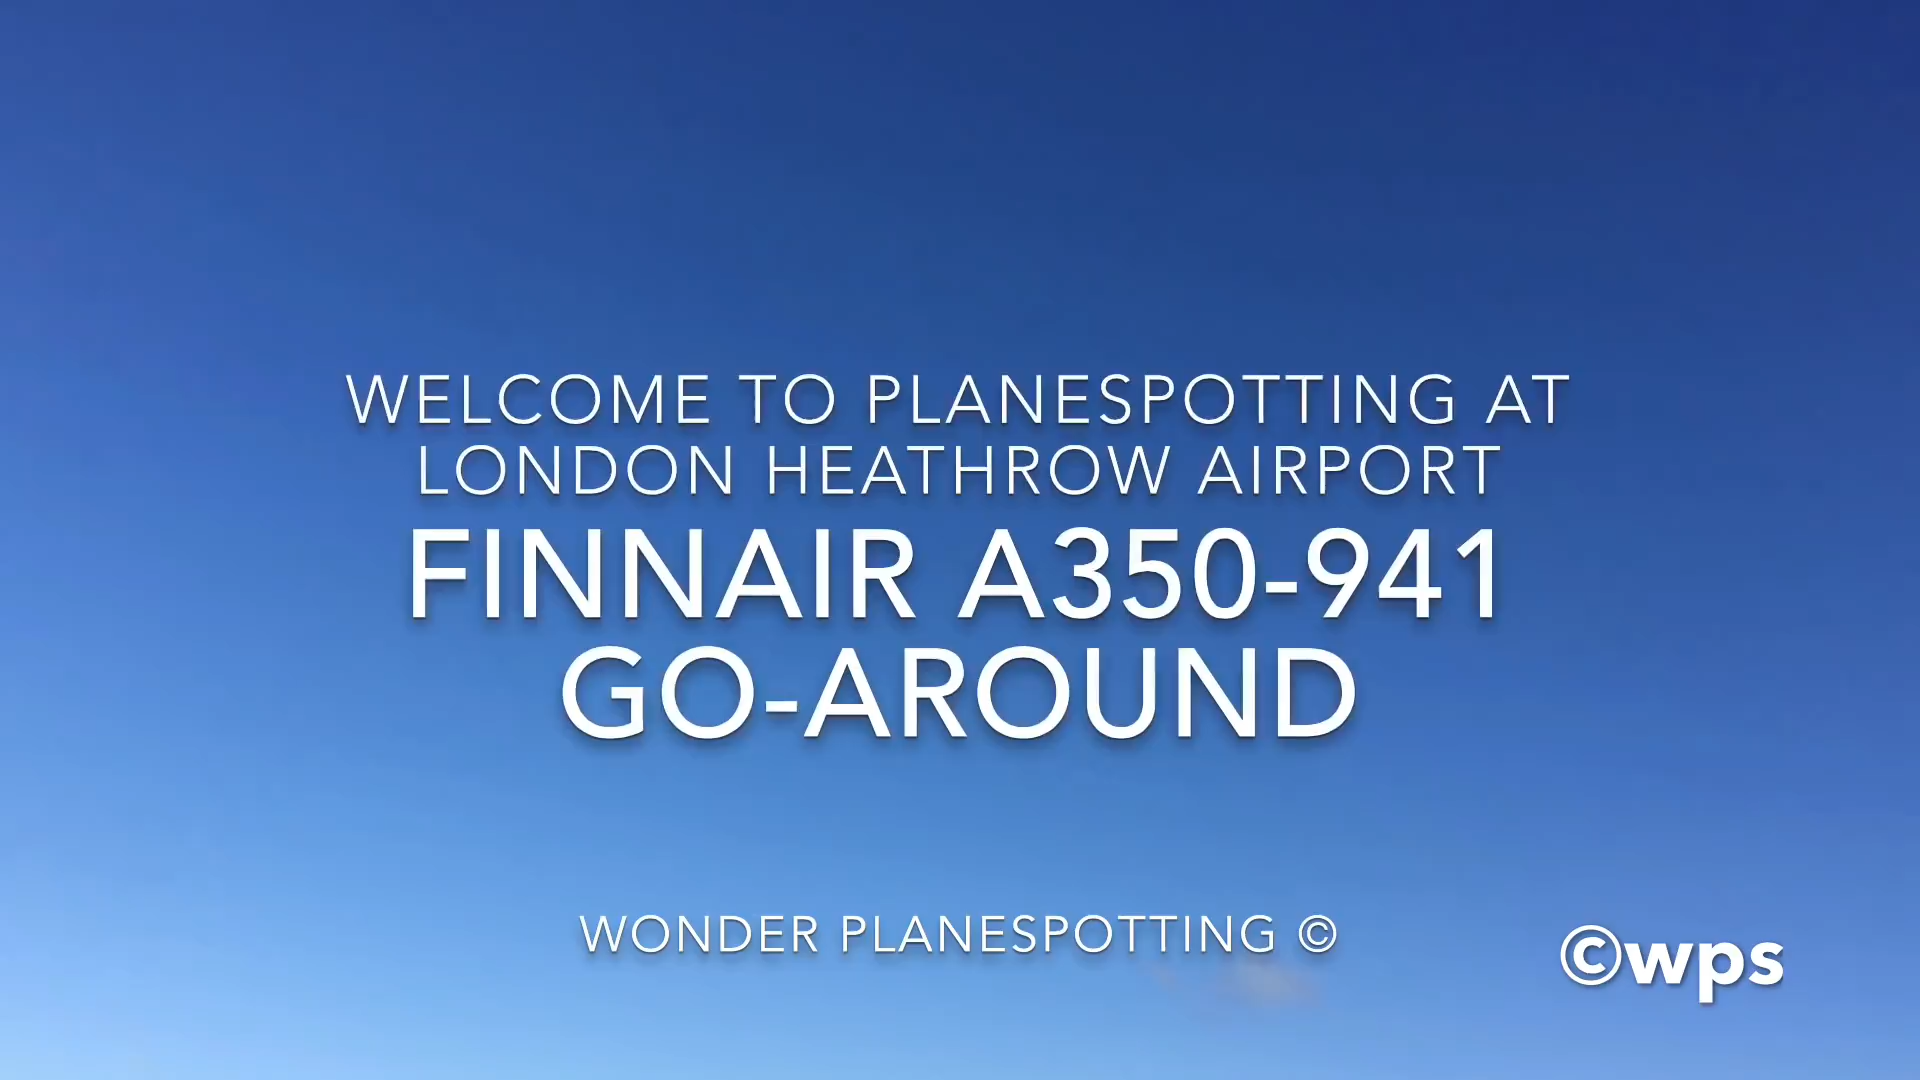 WELCOME TO PLANESPOTTING AT
LONDON HEATHROW AIRPORT
FINNAIR A350-941
GO-AROUND
WONDER PLANESPOTTING ©
©wps